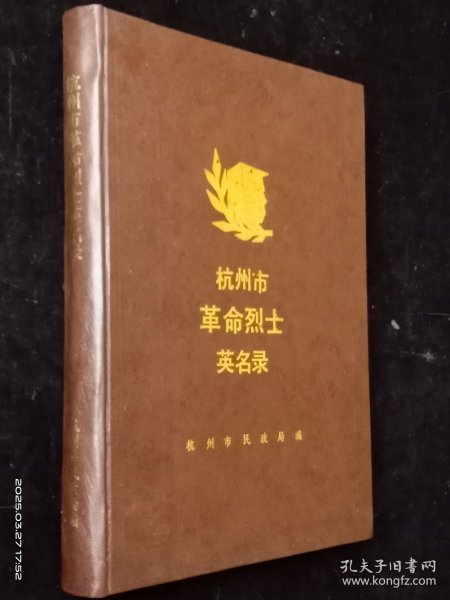 杭州市
革命烈士
英名录
杭州市民政局编
杭州市革命烈士英名录
2025.03.27 17:52
孔夫子旧书网
www.kongfz.com